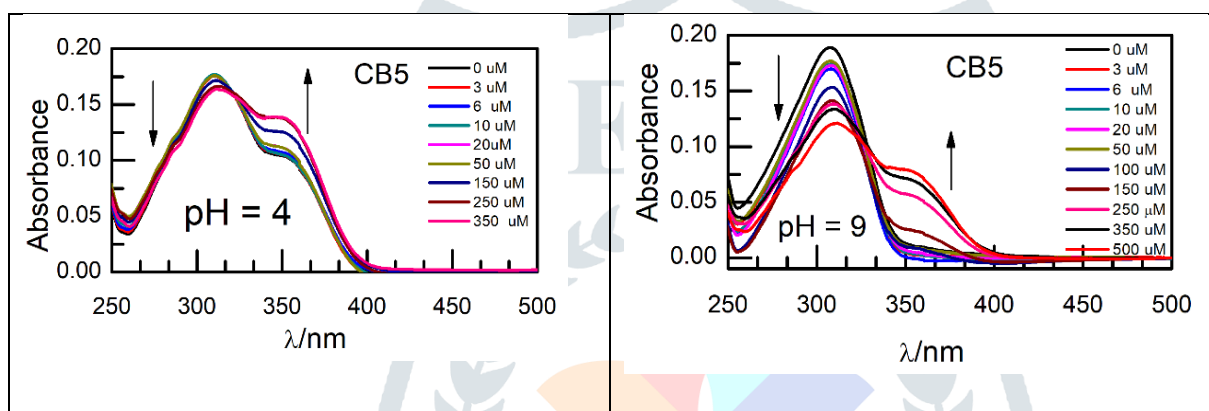 0.20
0.15
0.10
0.05
0.00
Absorbance
CB5
0 uM
3 uM
6 uM
10 uM
20uM
50 uM
150 uM
250 uM
350 uM
pH = 4
250 300 350 400 450 500
λ/nm
0.20
0.15
0.10
0.05
0.00
Absorbance
CB5
0 uM
3 uM
6 uM
10 uM
20 uM
50 uM
100 uM
150 uM
250 μM
350 uM
500 uM
pH = 9
250 300 350 400 450 500
λ/nm